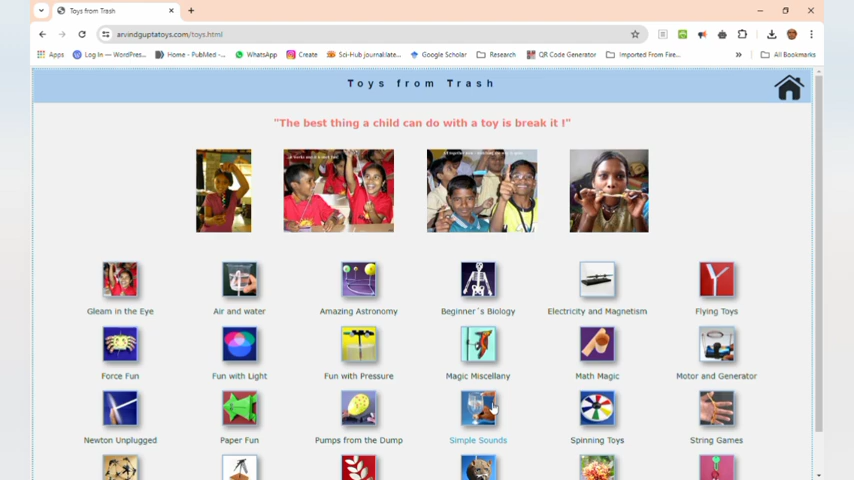 Toys from Trash
arvindguptatoys.com/toys.html
Apps
Log In — WordPres...
Home - PubMed -...
WhatsApp
Create
Sci-Hub journal:late...
Google Scholar
Research
QR Code Generator
Imported From Fire...
»
All Bookmarks
Toys from Trash
"The best thing a child can do with a toy is break it !"
Gleam in the Eye
Air and water
Amazing Astronomy
Beginner´s Biology
Electricity and Magnetism
Flying Toys
Force Fun
Fun with Light
Fun with Pressure
Magic Miscellany
Math Magic
Motor and Generator
Newton Unplugged
Paper Fun
Pumps from the Dump
Simple Sounds
Spinning Toys
String Games